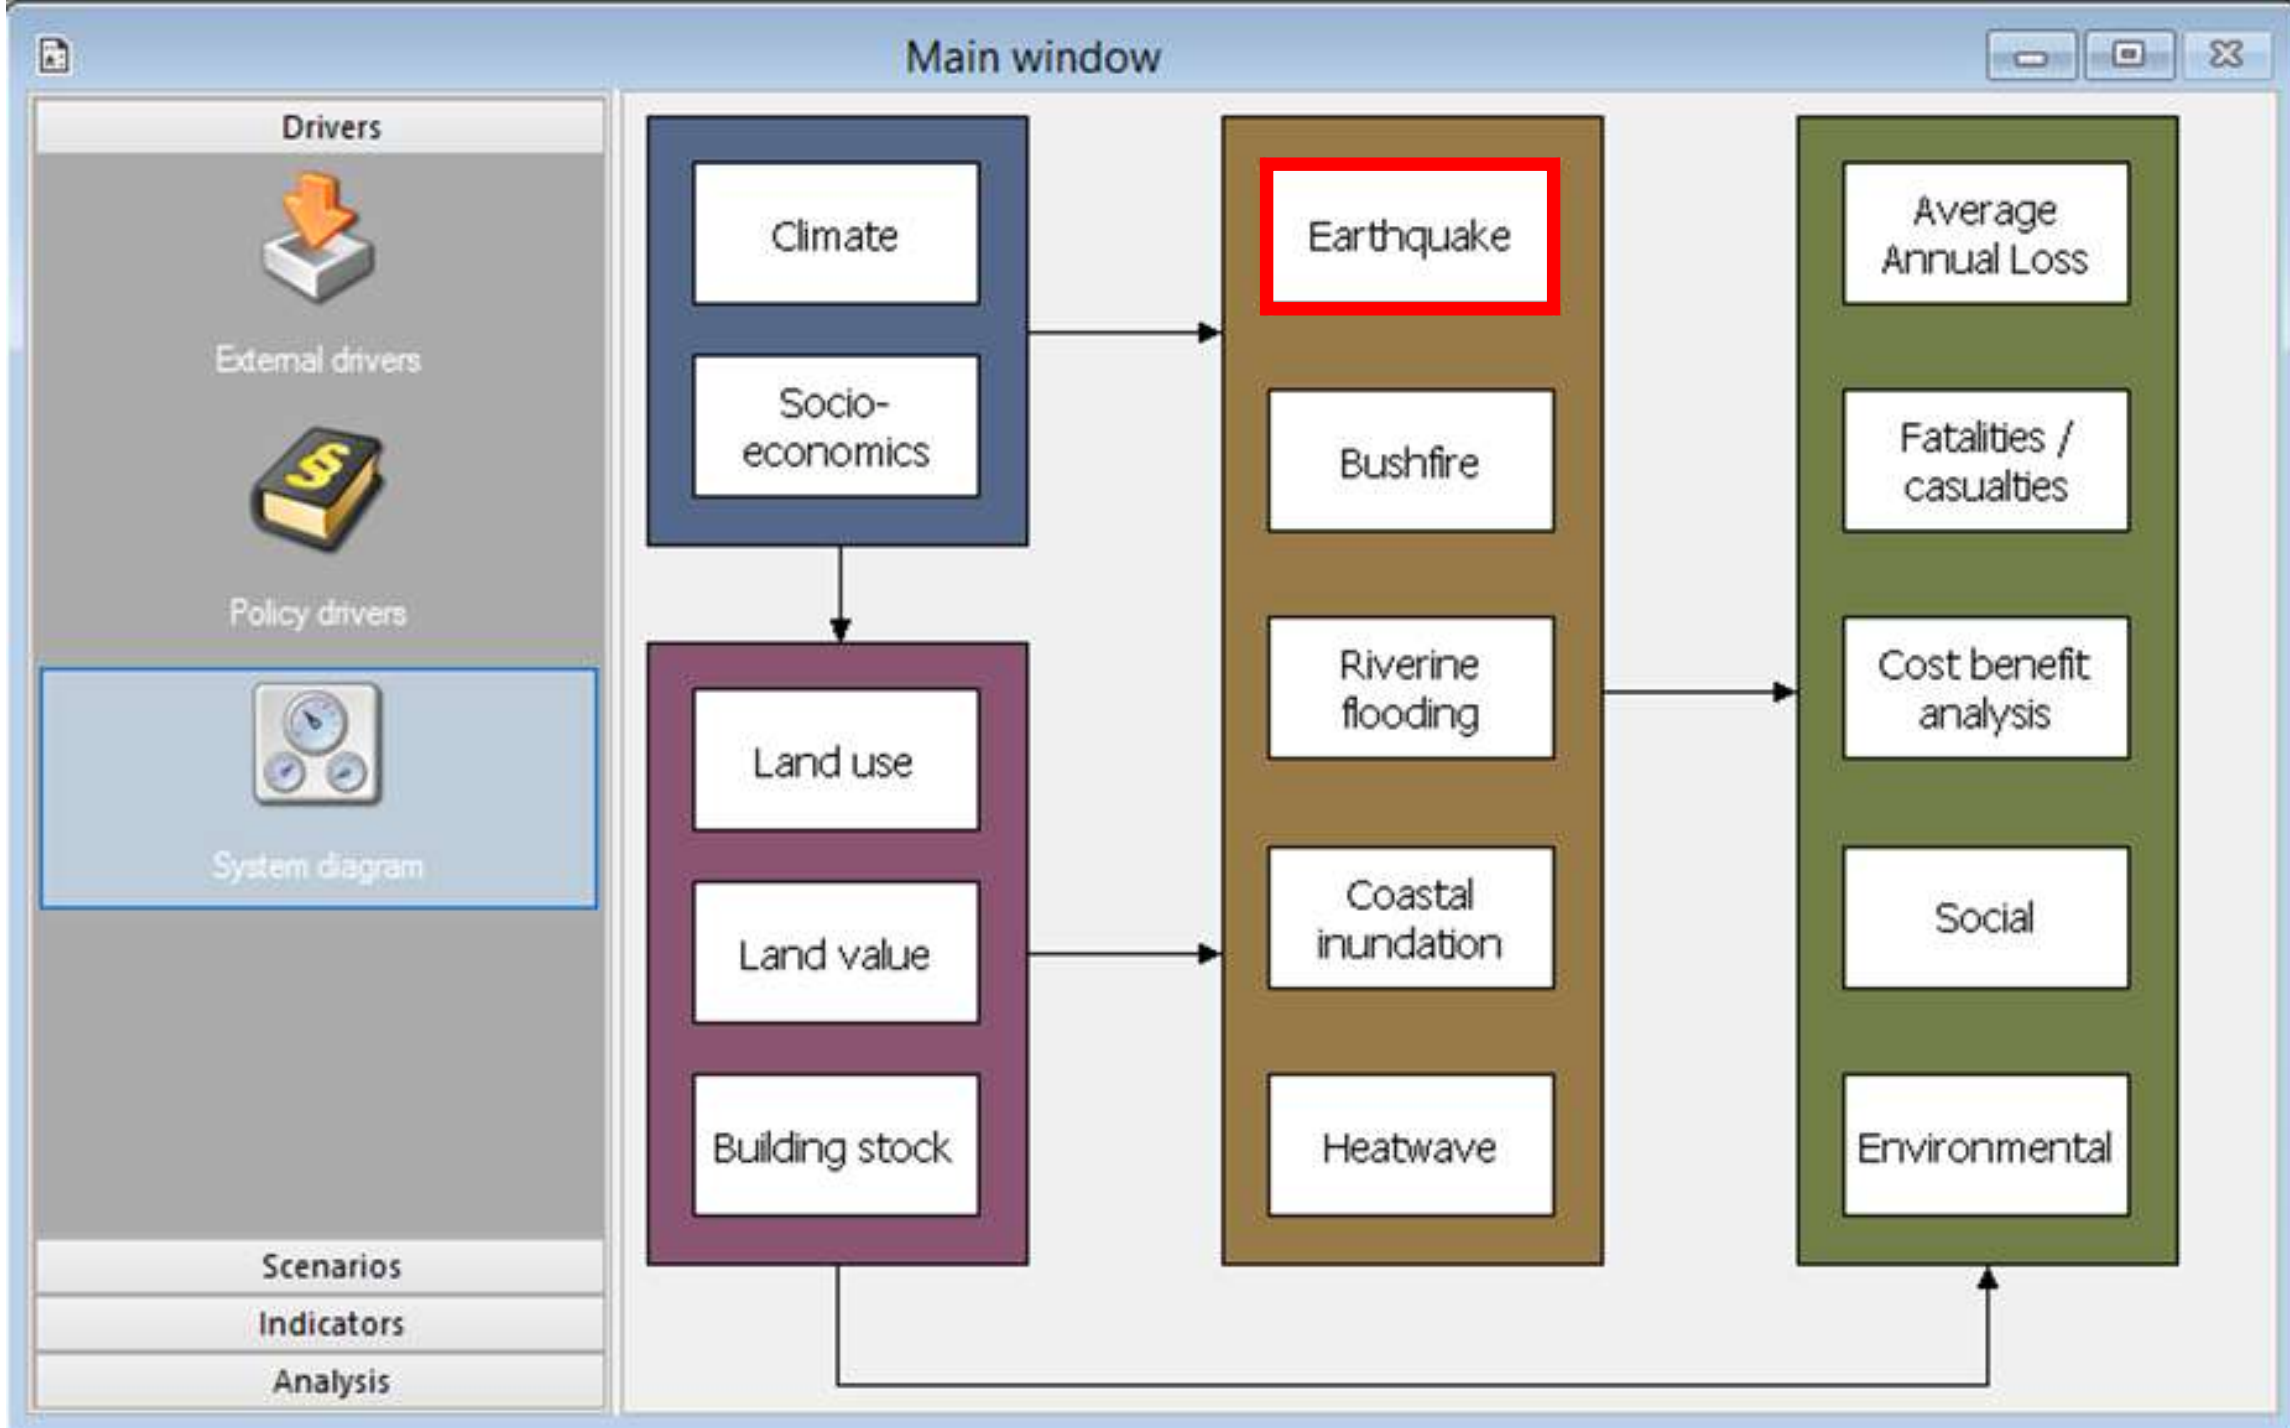 Main window
Drivers
External drivers
Policy drivers
System diagram
Scenarios
Indicators
Analysis
Climate
Socio-
economics
Land use
Land value
Building stock
Earthquake
Bushfire
Riverine
flooding
Coastal
inundation
Heatwave
Average
Annual Loss
Fatalities /
casualties
Cost benefit
analysis
Social
Environmental